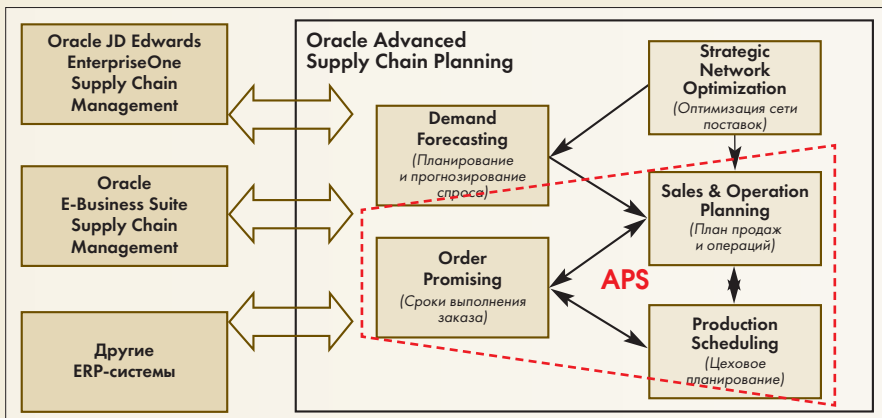 Oracle JD Edwards
EnterpriseOne
Supply Chain
Management
Oracle
E-Business Suite
Supply Chain
Management
Другие
ERP-системы
Oracle Advanced
Supply Chain Planning
Demand
Forecasting
(Планирование
и прогнозирование
спроса)
Order
Promising
(Сроки выполнения
заказа)
Strategic
Network
Optimization
(Оптимизация сети
поставок)
Sales & Operation
Planning
(План продаж
и операций)
APS
Production
Scheduling
(Цеховое
планирование)